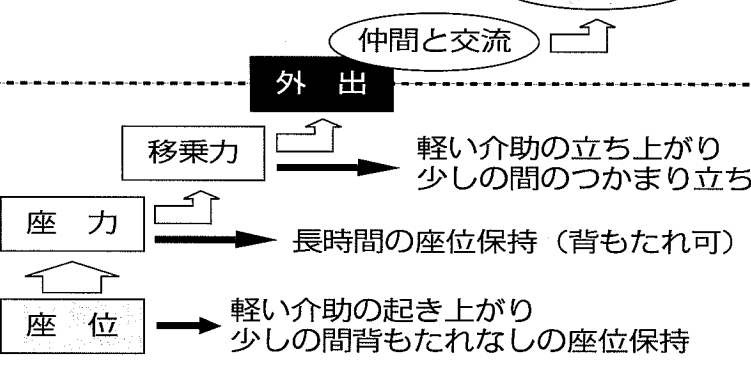 仲間と交流
外 出
移乗力
軽い介助の立ち上がり
少しの間のつかまり立ち
座 力
長時間の座位保持（背もたれ可）
座 位
軽い介助の起き上がり
少しの間背もたれなしの座位保持